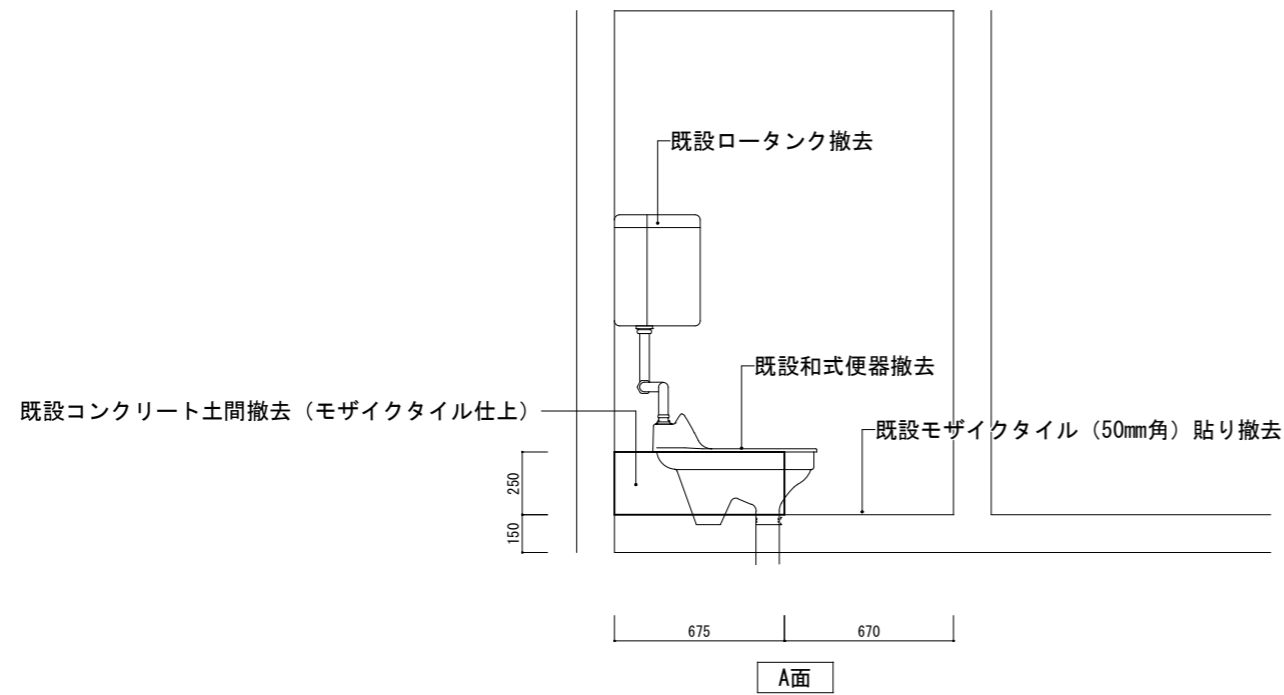 既設ロータンク撤去
既設和式便器撤去
既設コンクリート土間撤去（モザイクタイル仕上）
既設モザイクタイル（50mm角）貼り撤去
250
150
675
670
A面